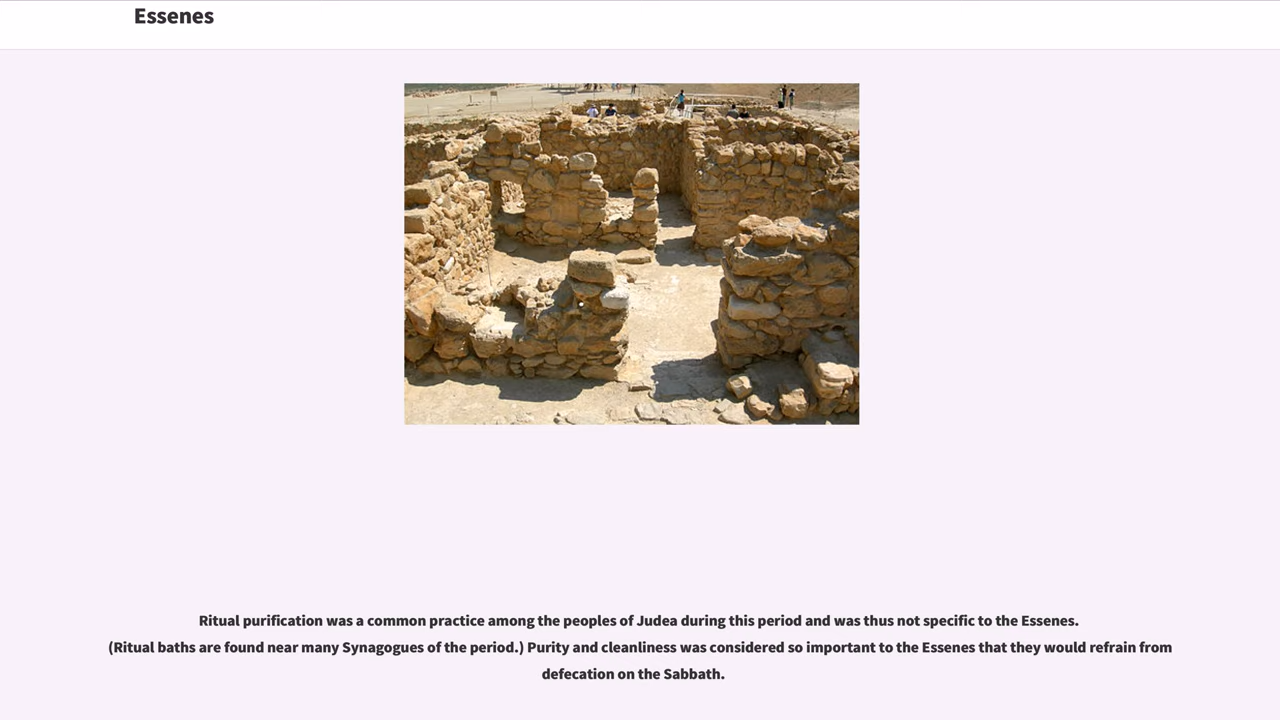 Essenes
Ritual purification was a common practice among the peoples of Judea during this period and was thus not specific to the Essenes.
(Ritual baths are found near many Synagogues of the period.) Purity and cleanliness was considered so important to the Essenes that they would refrain from
defecation on the Sabbath.